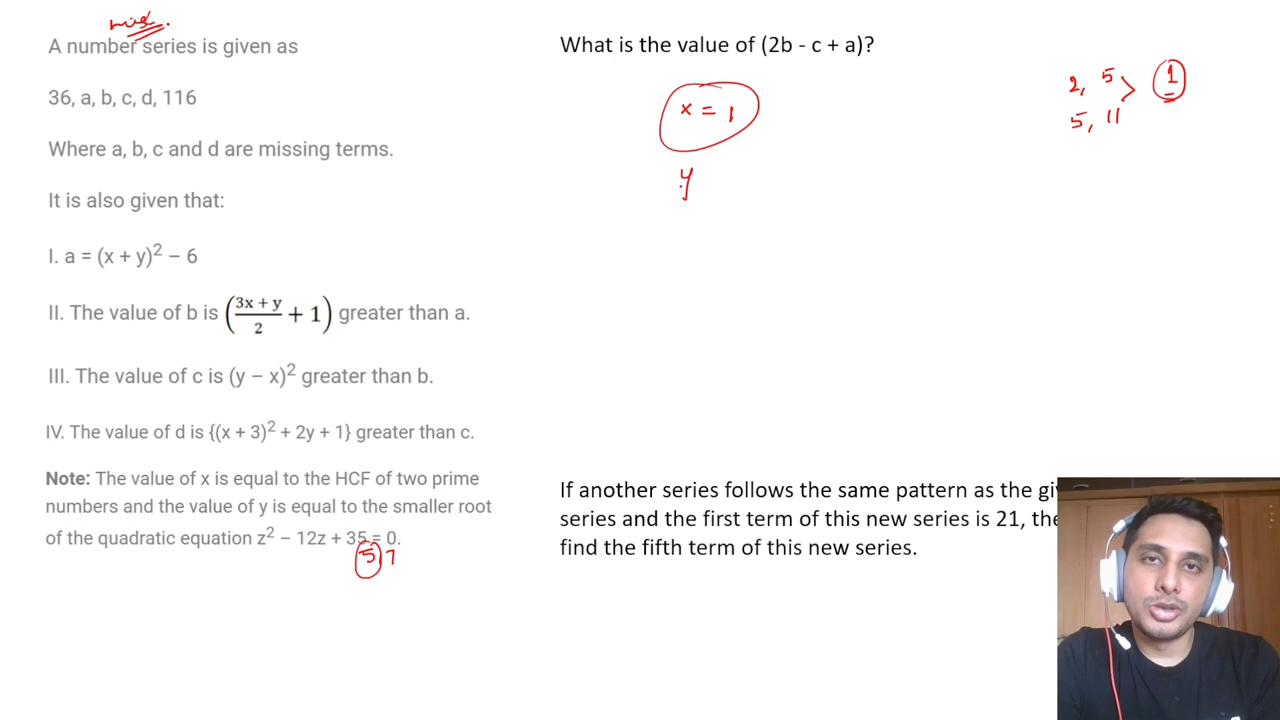 A number series is given as
36, a, b, c, d, 116
Where a, b, c and d are missing terms.
It is also given that:
I. a = (x + y)² − 6
II. The value of b is ((3x + y)/2 + 1) greater than a.
III. The value of c is (y − x)² greater than b.
IV. The value of d is {(x + 3)² + 2y + 1} greater than c.
Note: The value of x is equal to the HCF of two prime
numbers and the value of y is equal to the smaller root
of the quadratic equation z² − 12z + 35 = 0.
5, 7
What is the value of (2b - c + a)?
x = 1
y
2, 5
5, 11
1
If another series follows the same pattern as the gi
series and the first term of this new series is 21, the
find the fifth term of this new series.